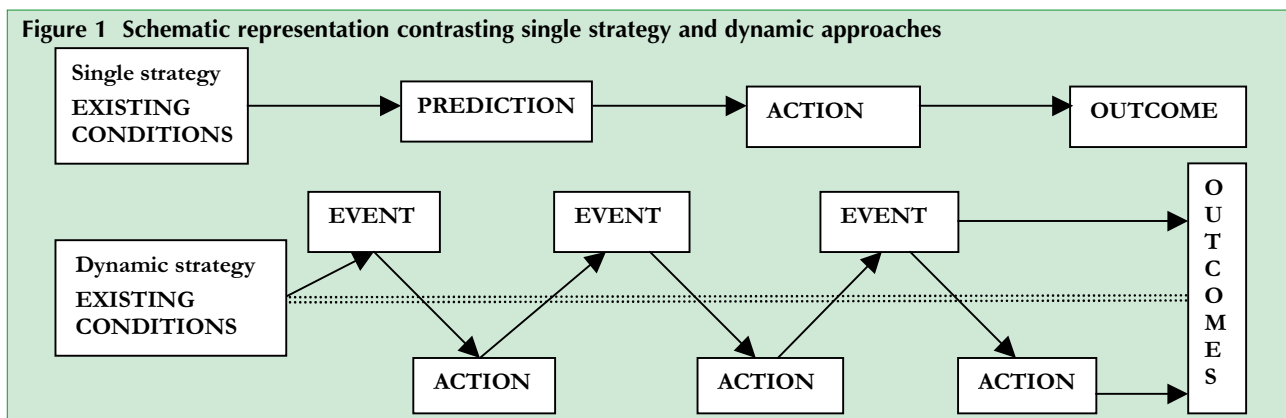 Figure 1 Schematic representation contrasting single strategy and dynamic approaches
Single strategy
EXISTING
CONDITIONS
PREDICTION
ACTION
OUTCOME
EVENT
EVENT
EVENT
Dynamic strategy
EXISTING
CONDITIONS
ACTION
ACTION
ACTION
O
U
T
C
O
M
E
S